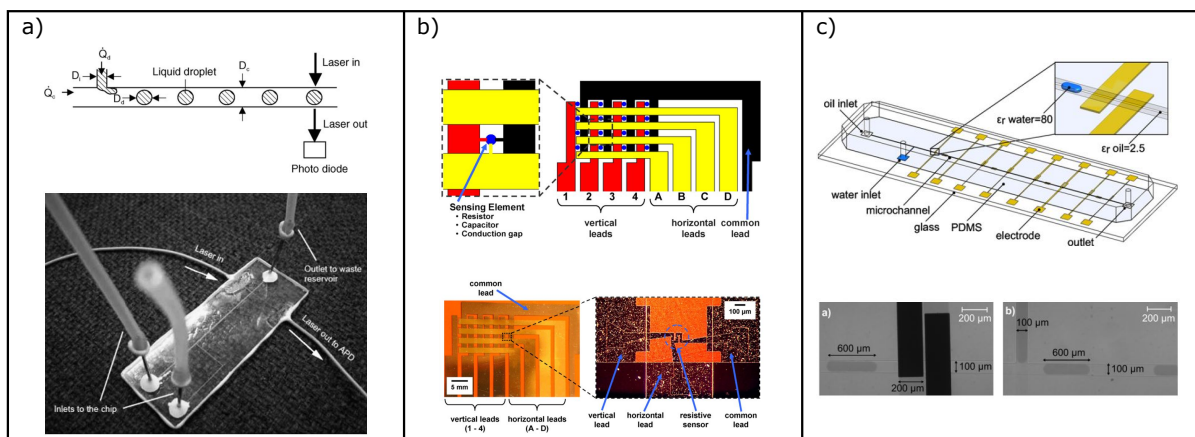 a)
Q̇d
Di
Liquid droplet
Dc
Laser in
Q̇c
Dd
Laser out
Photo diode
Laser in
Outlet to waste
reservoir
Laser out to APD
Inlets to the chip
b)
Sensing Element
• Resistor
• Capacitor
• Conduction gap
1 2 3 4 A B C D
vertical
leads
horizontal
leads
common
lead
common
lead
100 μm
5 mm
vertical leads
(1 - 4)
horizontal leads
(A - D)
vertical
lead
horizontal
lead
resistive
sensor
common
lead
c)
oil inlet
εr water=80
εr oil=2.5
water inlet
microchannel
glass
PDMS
electrode
outlet
a)
200 μm
600 μm
100 μm
200 μm
b)
200 μm
100 μm
600 μm
100 μm